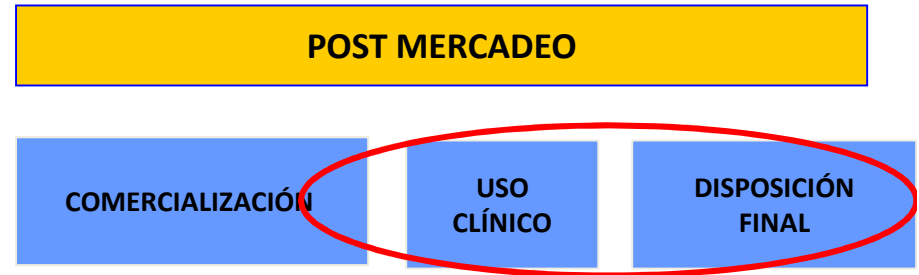 POST MERCADEO
COMERCIALIZACIÓN
USO
CLÍNICO
DISPOSICIÓN
FINAL